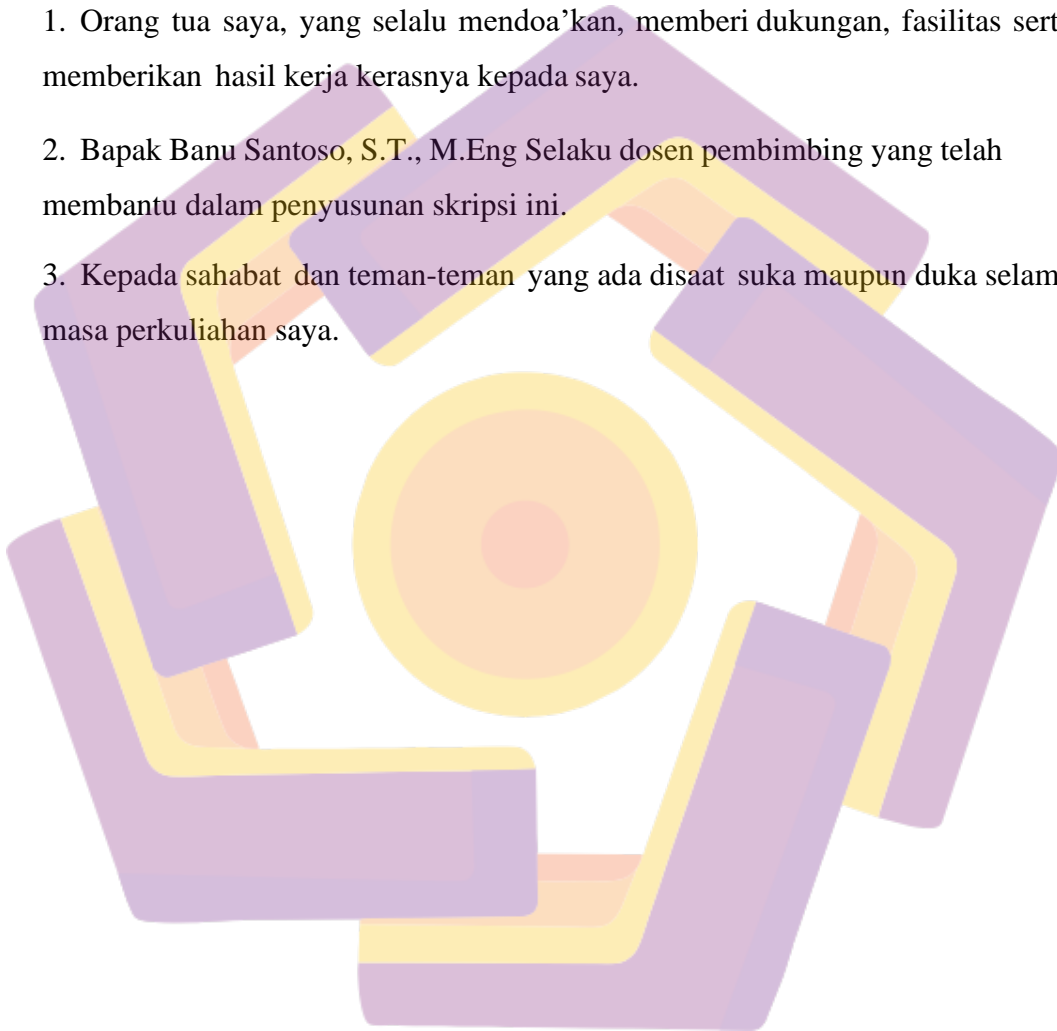 1. Orang tua saya, yang selalu mendoa’kan, memberi dukungan, fasilitas sert
memberikan hasil kerja kerasnya kepada saya.
2. Bapak Banu Santoso, S.T., M.Eng Selaku dosen pembimbing yang telah
membantu dalam penyusunan skripsi ini.
3. Kepada sahabat dan teman-teman yang ada disaat suka maupun duka selam
masa perkuliahan saya.